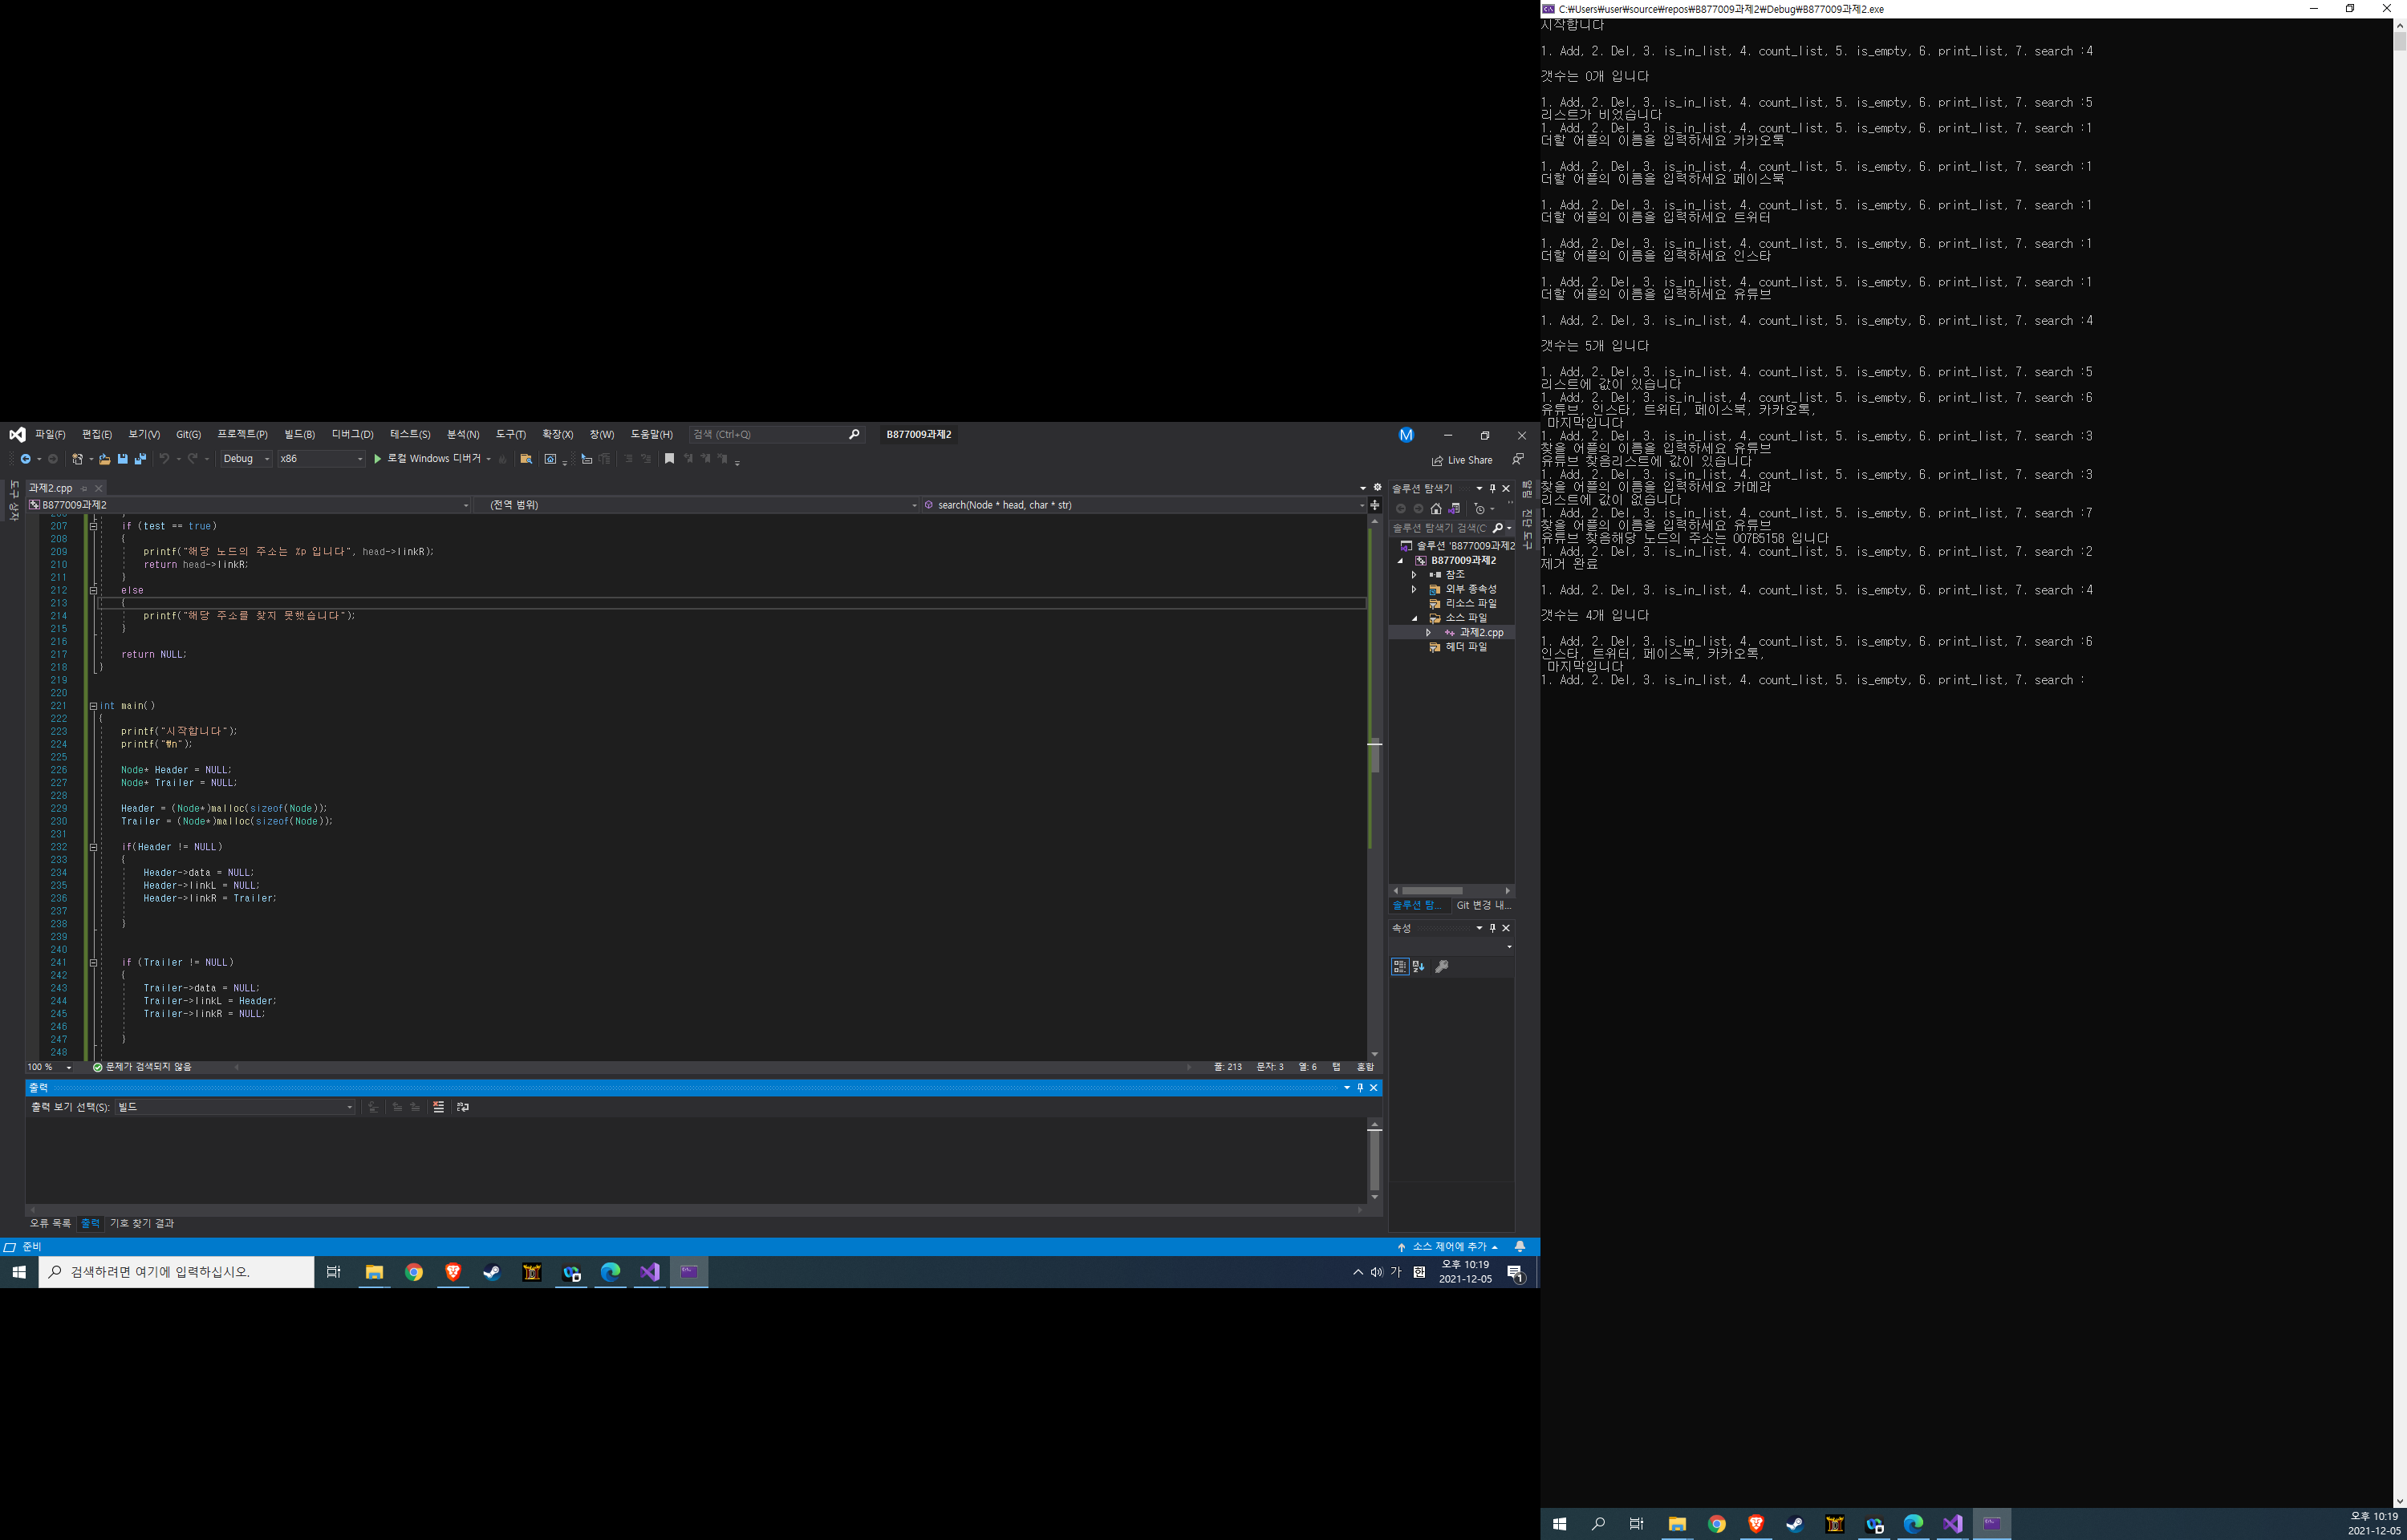 파일(F) 편집(E) 보기(V) Git(G) 프로젝트(P) 빌드(B) 디버그(D) 테스트(S) 분석(N) 도구(T) 확장(X) 창(W) 도움말(H) 검색 (Ctrl+Q) B877009과제2 M
Debug x86 로컬 Windows 디버거 Live Share
도구 상자
과제2.cpp
B877009과제2 (전역 범위) search(Node * head, char * str)
207 if (test == true)
208 {
209 printf("해당 노드의 주소는 %p 입니다", head->linkR);
210 return head->linkR;
211 }
212 else
213 {
214 printf("해당 주소를 찾지 못했습니다");
215 }
216
217 return NULL;
218 }
219
220
221 int main()
222 {
223 printf("시작합니다");
224 printf("₩n");
225
226 Node* Header = NULL;
227 Node* Trailer = NULL;
228
229 Header = (Node*)malloc(sizeof(Node));
230 Trailer = (Node*)malloc(sizeof(Node));
231
232 if(Header != NULL)
233 {
234 Header->data = NULL;
235 Header->linkL = NULL;
236 Header->linkR = Trailer;
237
238 }
239
240
241 if (Trailer != NULL)
242 {
243 Trailer->data = NULL;
244 Trailer->linkL = Header;
245 Trailer->linkR = NULL;
246
247 }
248
100 % 문제가 검색되지 않음 줄: 213 문자: 3 열: 6 탭 혼합
출력
출력 보기 선택(S): 빌드
오류 목록 출력 기호 찾기 결과
솔루션 탐색기
솔루션 탐색기 검색(C
솔루션 'B877009과제2
B877009과제2
참조
외부 종속성
리소스 파일
소스 파일
과제2.cpp
헤더 파일
솔루션 탐... Git 변경 내...
속성
진단 도구
준비 소스 제어에 추가
검색하려면 여기에 입력하십시오. 가 한 오후 10:19
2021-12-05 1
C:₩Users₩user₩source₩repos₩B877009과제2₩Debug₩B877009과제2.exe
시작합니다
1. Add, 2. Del, 3. is_in_list, 4. count_list, 5. is_empty, 6. print_list, 7. search :4
갯수는 0개 입니다
1. Add, 2. Del, 3. is_in_list, 4. count_list, 5. is_empty, 6. print_list, 7. search :5
리스트가 비었습니다
1. Add, 2. Del, 3. is_in_list, 4. count_list, 5. is_empty, 6. print_list, 7. search :1
더할 어플의 이름을 입력하세요 카카오톡
1. Add, 2. Del, 3. is_in_list, 4. count_list, 5. is_empty, 6. print_list, 7. search :1
더할 어플의 이름을 입력하세요 페이스북
1. Add, 2. Del, 3. is_in_list, 4. count_list, 5. is_empty, 6. print_list, 7. search :1
더할 어플의 이름을 입력하세요 트위터
1. Add, 2. Del, 3. is_in_list, 4. count_list, 5. is_empty, 6. print_list, 7. search :1
더할 어플의 이름을 입력하세요 인스타
1. Add, 2. Del, 3. is_in_list, 4. count_list, 5. is_empty, 6. print_list, 7. search :1
더할 어플의 이름을 입력하세요 유튜브
1. Add, 2. Del, 3. is_in_list, 4. count_list, 5. is_empty, 6. print_list, 7. search :4
갯수는 5개 입니다
1. Add, 2. Del, 3. is_in_list, 4. count_list, 5. is_empty, 6. print_list, 7. search :5
리스트에 값이 있습니다
1. Add, 2. Del, 3. is_in_list, 4. count_list, 5. is_empty, 6. print_list, 7. search :6
유튜브, 인스타, 트위터, 페이스북, 카카오톡,
마지막입니다
1. Add, 2. Del, 3. is_in_list, 4. count_list, 5. is_empty, 6. print_list, 7. search :3
찾을 어플의 이름을 입력하세요 유튜브
유튜브 찾음리스트에 값이 있습니다
1. Add, 2. Del, 3. is_in_list, 4. count_list, 5. is_empty, 6. print_list, 7. search :3
찾을 어플의 이름을 입력하세요 카메라
리스트에 값이 없습니다
1. Add, 2. Del, 3. is_in_list, 4. count_list, 5. is_empty, 6. print_list, 7. search :7
찾을 어플의 이름을 입력하세요 유튜브
유튜브 찾음해당 노드의 주소는 007B5158 입니다
1. Add, 2. Del, 3. is_in_list, 4. count_list, 5. is_empty, 6. print_list, 7. search :2
제거 완료
1. Add, 2. Del, 3. is_in_list, 4. count_list, 5. is_empty, 6. print_list, 7. search :4
갯수는 4개 입니다
1. Add, 2. Del, 3. is_in_list, 4. count_list, 5. is_empty, 6. print_list, 7. search :6
인스타, 트위터, 페이스북, 카카오톡,
마지막입니다
1. Add, 2. Del, 3. is_in_list, 4. count_list, 5. is_empty, 6. print_list, 7. search :
오후 10:19
2021-12-05